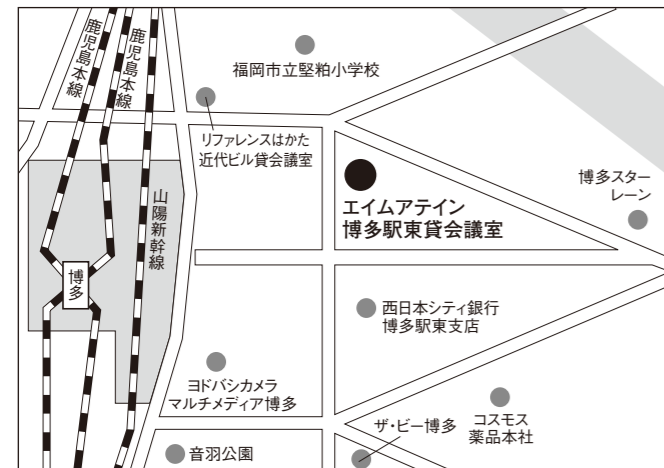 鹿児島本線
鹿児島本線
福岡市立堅粕小学校
リファレンスはかた
近代ビル貸会議室
エイムアテイン
博多駅東貸会議室
博多スター
レーン
山陽新幹線
博多
西日本シティ銀行
博多駅東支店
ヨドバシカメラ
マルチメディア博多
コスモス
薬品本社
ザ・ビー博多
音羽公園